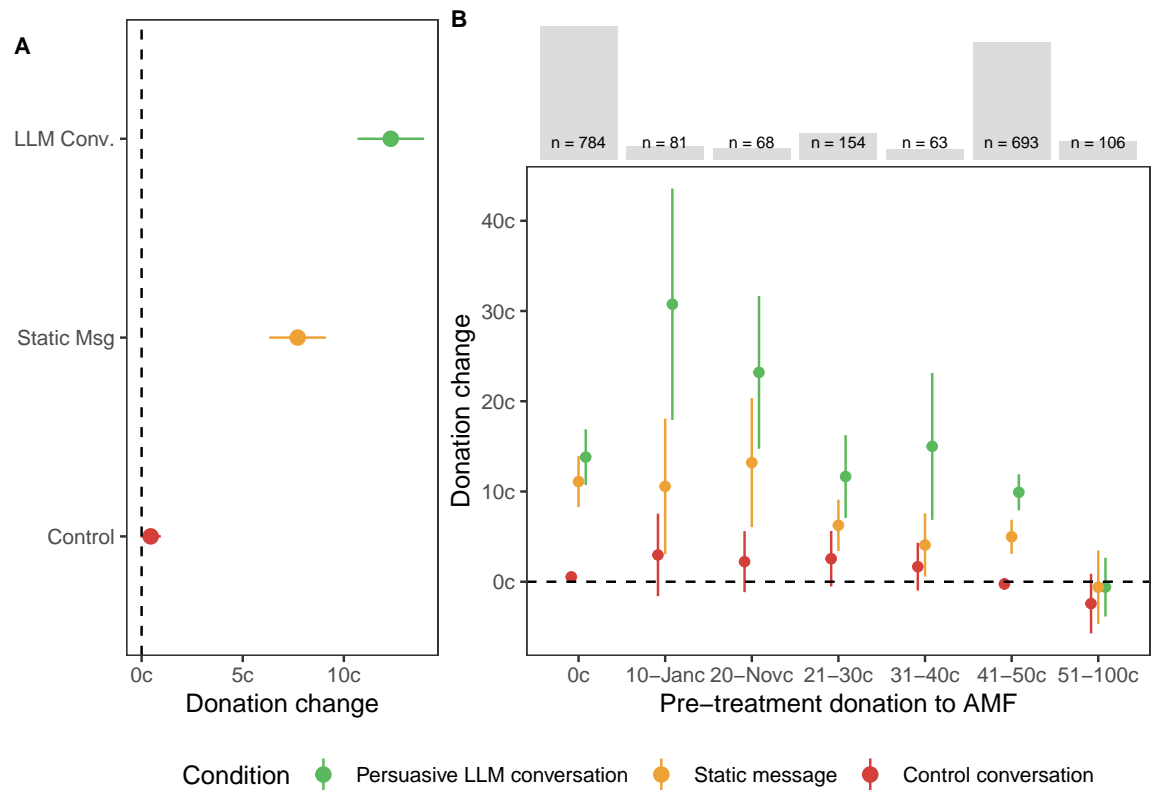 A
LLM Conv.
Static Msg
Control
0c 5c 10c
Donation change
B
n = 784 n = 81 n = 68 n = 154 n = 63 n = 693 n = 106
Donation change
40c
30c
20c
10c
0c
0c 10−Janc 20−Novc 21−30c 31−40c 41−50c 51−100c
Pre−treatment donation to AMF
Condition Persuasive LLM conversation Static message Control conversation